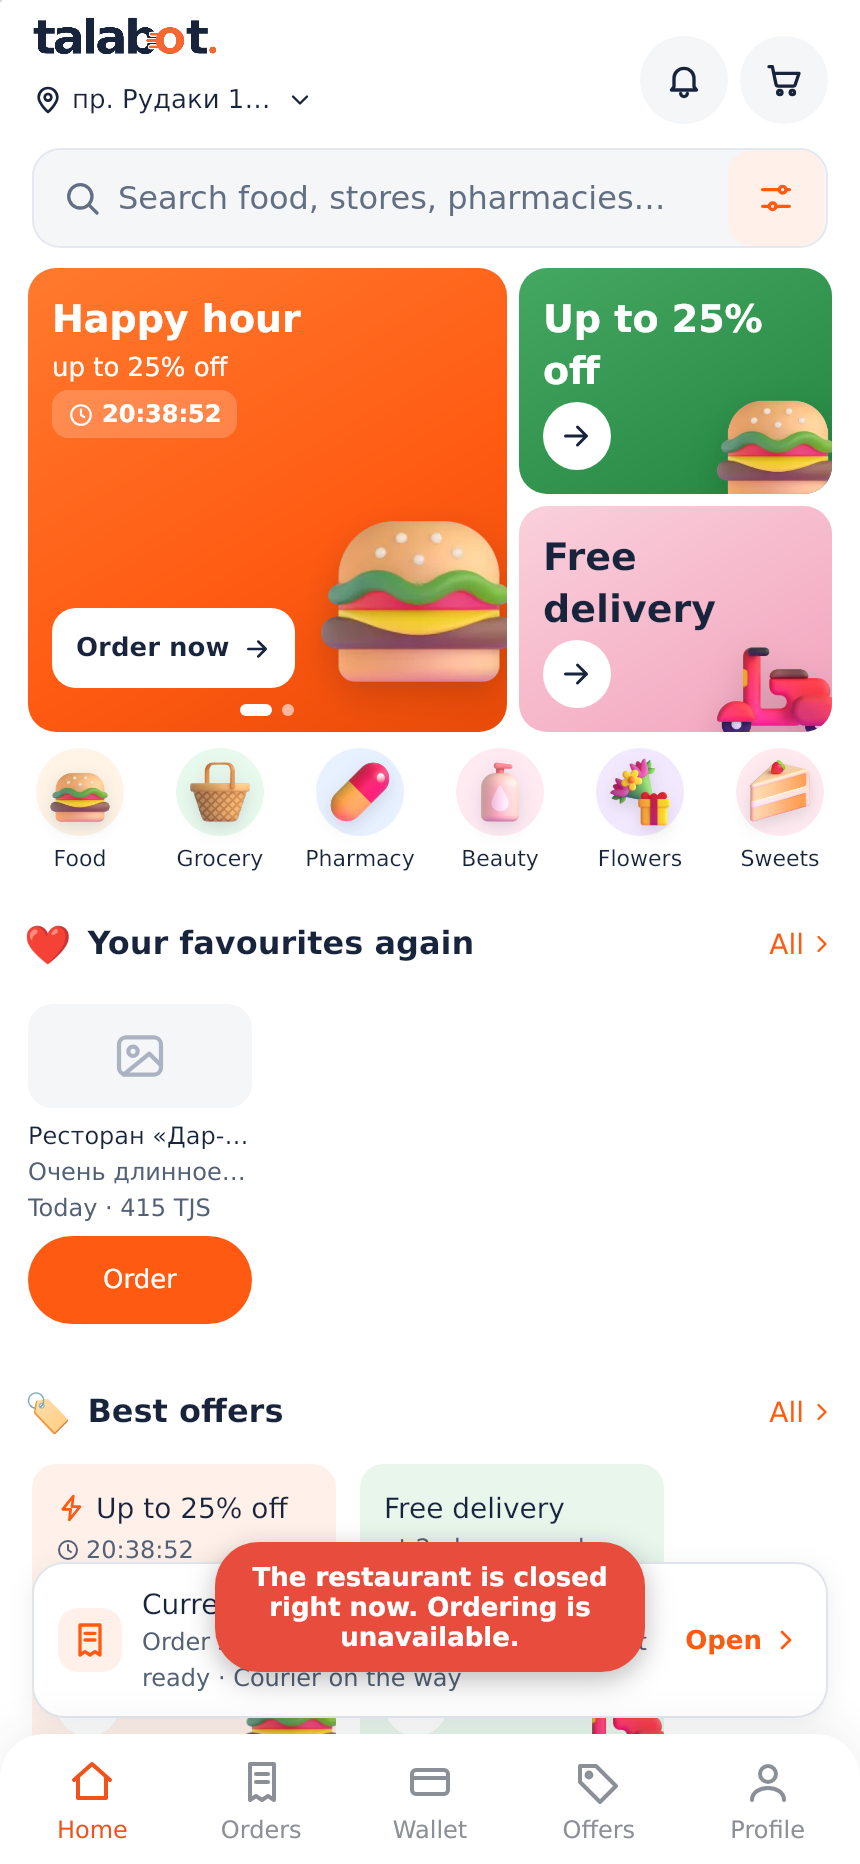 talabot.
пр. Рудаки 1...
Search food, stores, pharmacies...
Happy hour
up to 25% off
20:38:52
Order now
Up to 25%
off
Free
delivery
Food
Grocery
Pharmacy
Beauty
Flowers
Sweets
Your favourites again
All
Ресторан «Дар-...
Очень длинное...
Today · 415 TJS
Order
Best offers
All
Up to 25% off
20:38:52
Free delivery
The restaurant is closed
right now. Ordering is
unavailable.
Order
ready · Courier on the way
Open
Home
Orders
Wallet
Offers
Profile